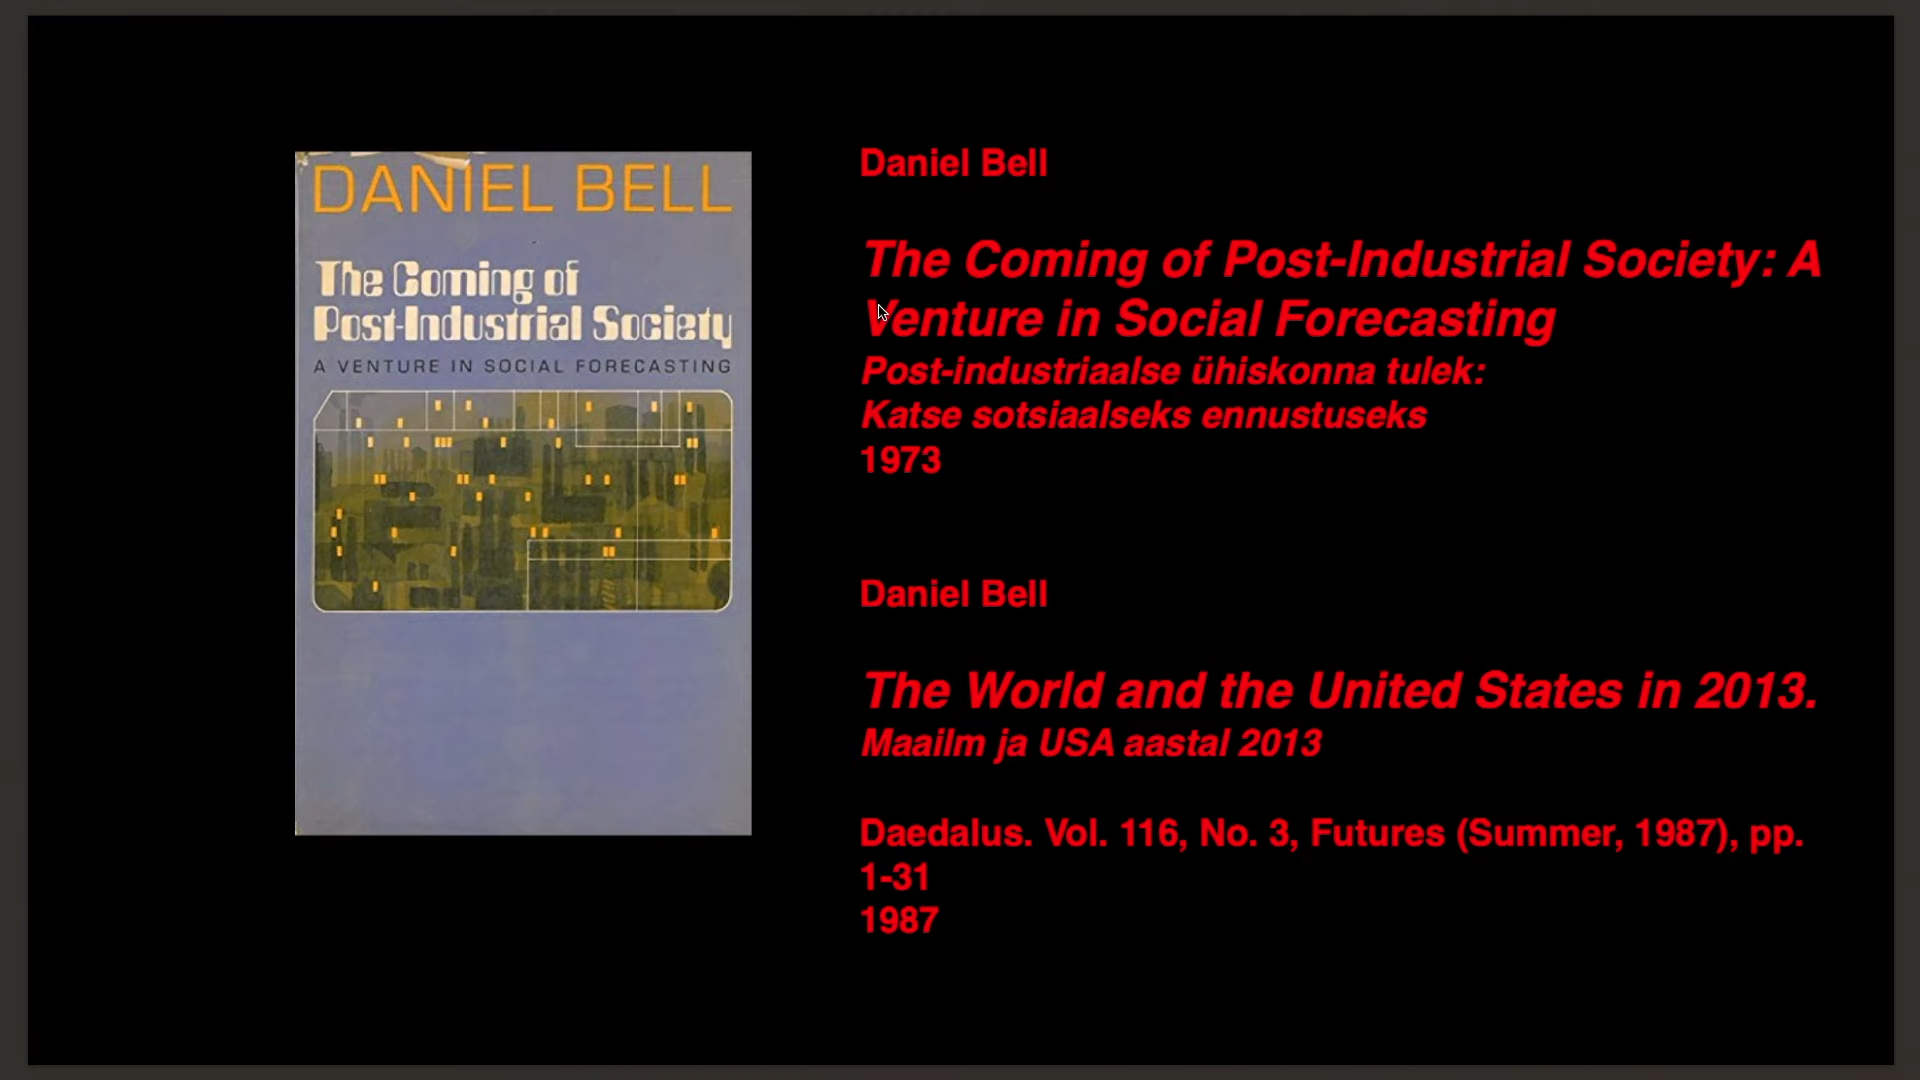 DANIEL BELL
The Coming of
Post-Industrial Society
A VENTURE IN SOCIAL FORECASTING
Daniel Bell
The Coming of Post-Industrial Society: A
Venture in Social Forecasting
Post-industriaalse ühiskonna tulek:
Katse sotsiaalseks ennustuseks
1973
Daniel Bell
The World and the United States in 2013.
Maailm ja USA aastal 2013
Daedalus. Vol. 116, No. 3, Futures (Summer, 1987), pp.
1-31
1987